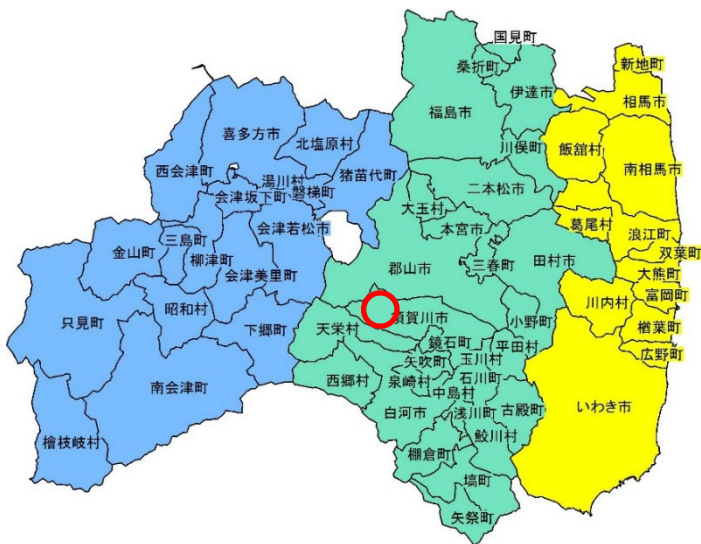 国見町
桑折町
新地町
伊達市
相馬市
福島市
喜多方市
北塩原村
川俣町
飯舘村
南相馬市
西会津町
猪苗代町
湯川村
磐梯町
二本松市
会津坂下町
大玉村
葛尾村
会津若松市
本宮市
浪江町
三島町
双葉町
金山町
柳津町
三春町
田村市
郡山市
大熊町
会津美里町
川内村
富岡町
昭和村
只見町
須賀川市
小野町
下郷町
天栄村
楢葉町
鏡石町
平田村
矢吹町
玉川村
広野町
西郷村
泉崎村
石川町
南会津町
中島村
白河市
浅川町
古殿町
いわき市
檜枝岐村
鮫川村
棚倉町
塙町
矢祭町